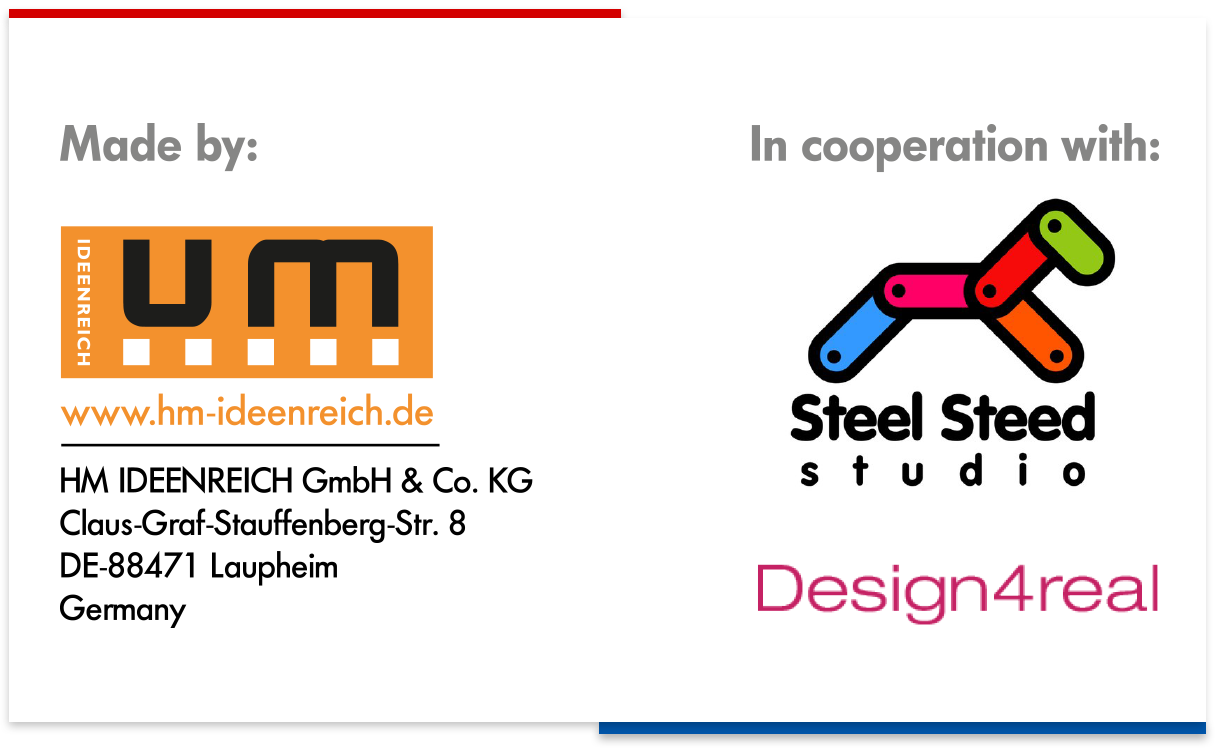 Made by:
IDEENREICH
um
www.hm-ideenreich.de
HM IDEENREICH GmbH & Co. KG
Claus-Graf-Stauffenberg-Str. 8
DE-88471 Laupheim
Germany
In cooperation with:
Steel Steed
studio
Design4real